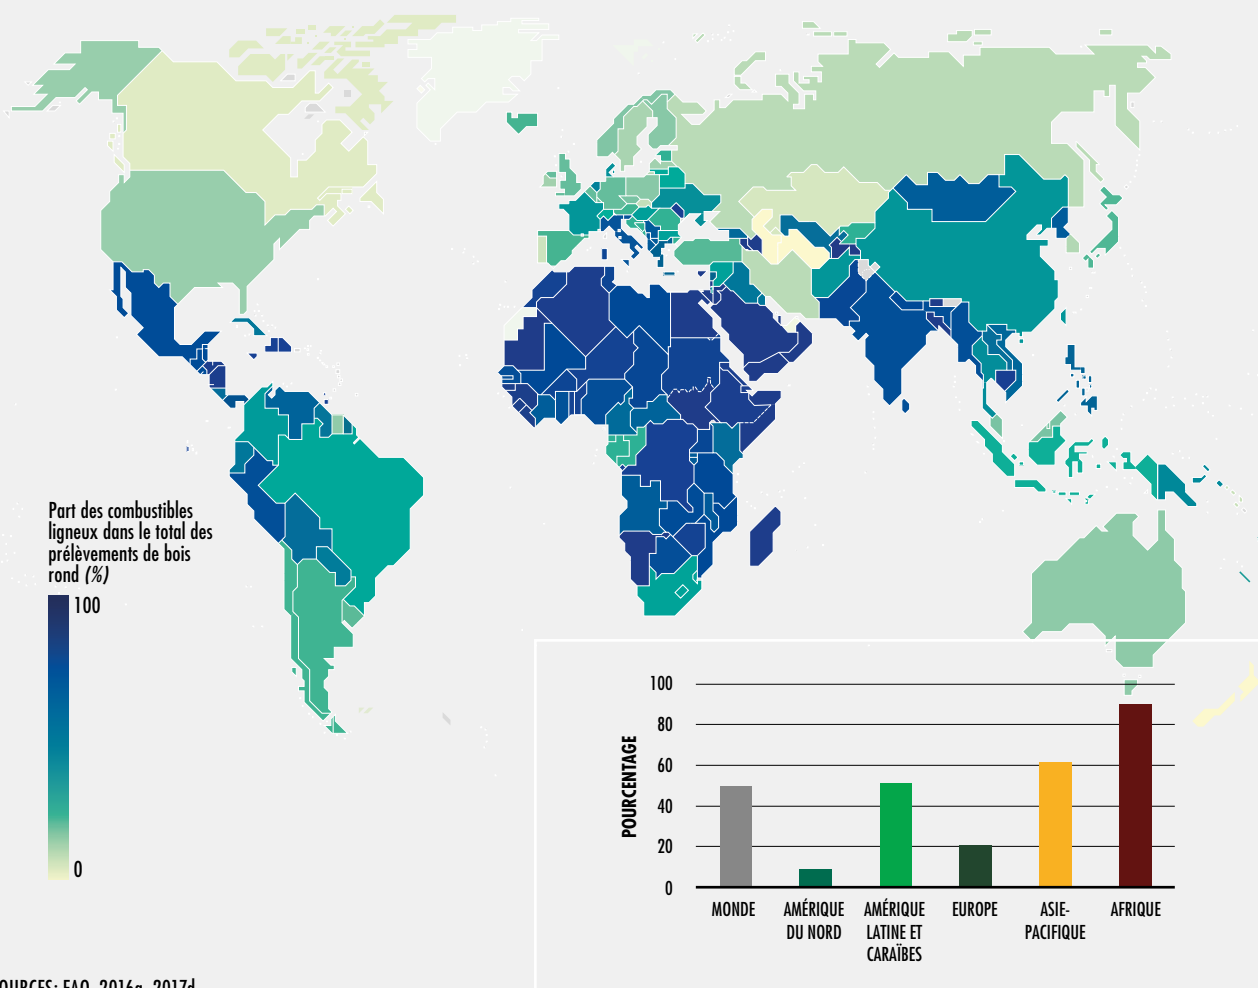 Part des combustibles
ligneux dans le total des
prélèvements de bois
rond (%)
100
0
POURCENTAGE
100
80
60
40
20
0
MONDE
AMÉRIQUE
DU NORD
AMÉRIQUE
LATINE ET
CARAÏBES
EUROPE
ASIE-
PACIFIQUE
AFRIQUE